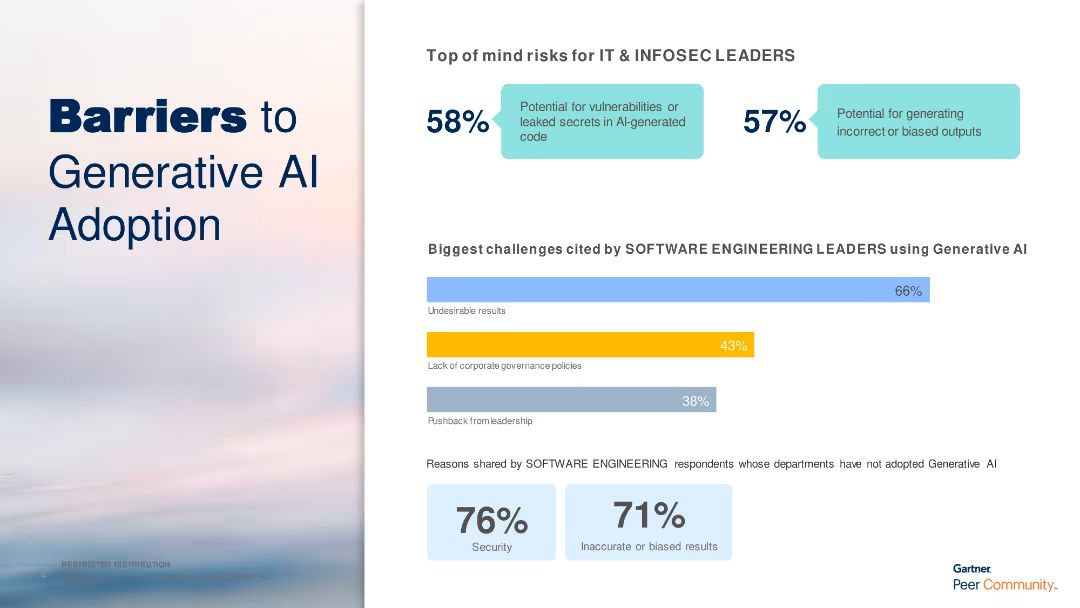 Barriers to
Generative AI
Adoption
Top of mind risks for IT & INFOSEC LEADERS
58%
Potential for vulnerabilities or
leaked secrets in AI-generated
code
57%
Potential for generating
incorrect or biased outputs
Biggest challenges cited by SOFTWARE ENGINEERING LEADERS using Generative AI
66%
Undesirable results
43%
Lack of corporate governance policies
38%
Pushback from leadership
Reasons shared by SOFTWARE ENGINEERING respondents whose departments have not adopted Generative AI
76%
Security
71%
Inaccurate or biased results
RESTRICTED DISTRIBUTION
Gartner
Peer Community™